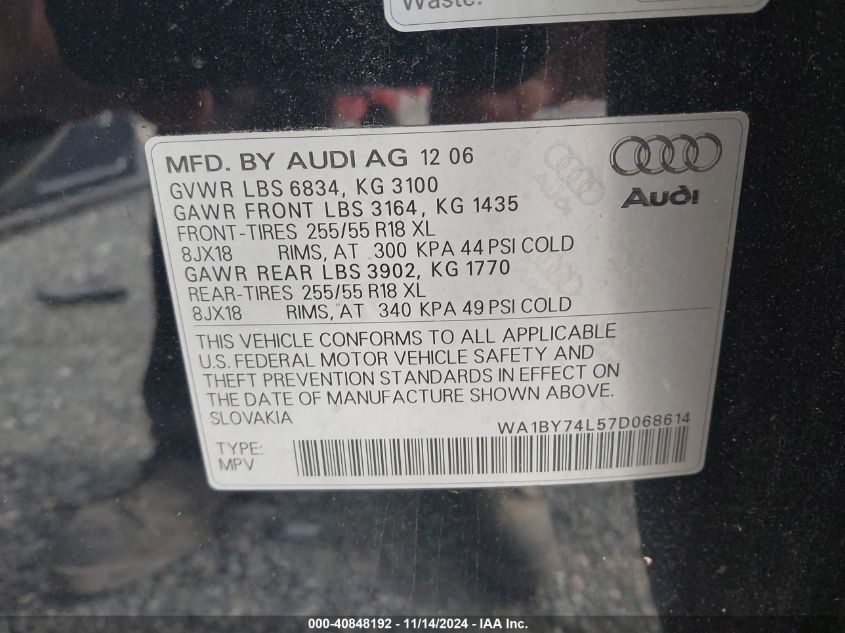 Waste:
MFD. BY AUDI AG 12 06
GVWR LBS 6834, KG 3100
GAWR FRONT LBS 3164, KG 1435
FRONT-TIRES 255/55 R18 XL
8JX18 RIMS, AT 300 KPA 44 PSI COLD
GAWR REAR LBS 3902, KG 1770
REAR-TIRES 255/55 R18 XL
8JX18 RIMS, AT 340 KPA 49 PSI COLD
Audi
THIS VEHICLE CONFORMS TO ALL APPLICABLE
U.S. FEDERAL MOTOR VEHICLE SAFETY AND
THEFT PREVENTION STANDARDS IN EFFECT ON
THE DATE OF MANUFACTURE SHOWN ABOVE.
SLOVAKIA
WA1BY74L57D068614
TYPE:
MPV
000-40848192 - 11/14/2024 - IAA Inc.